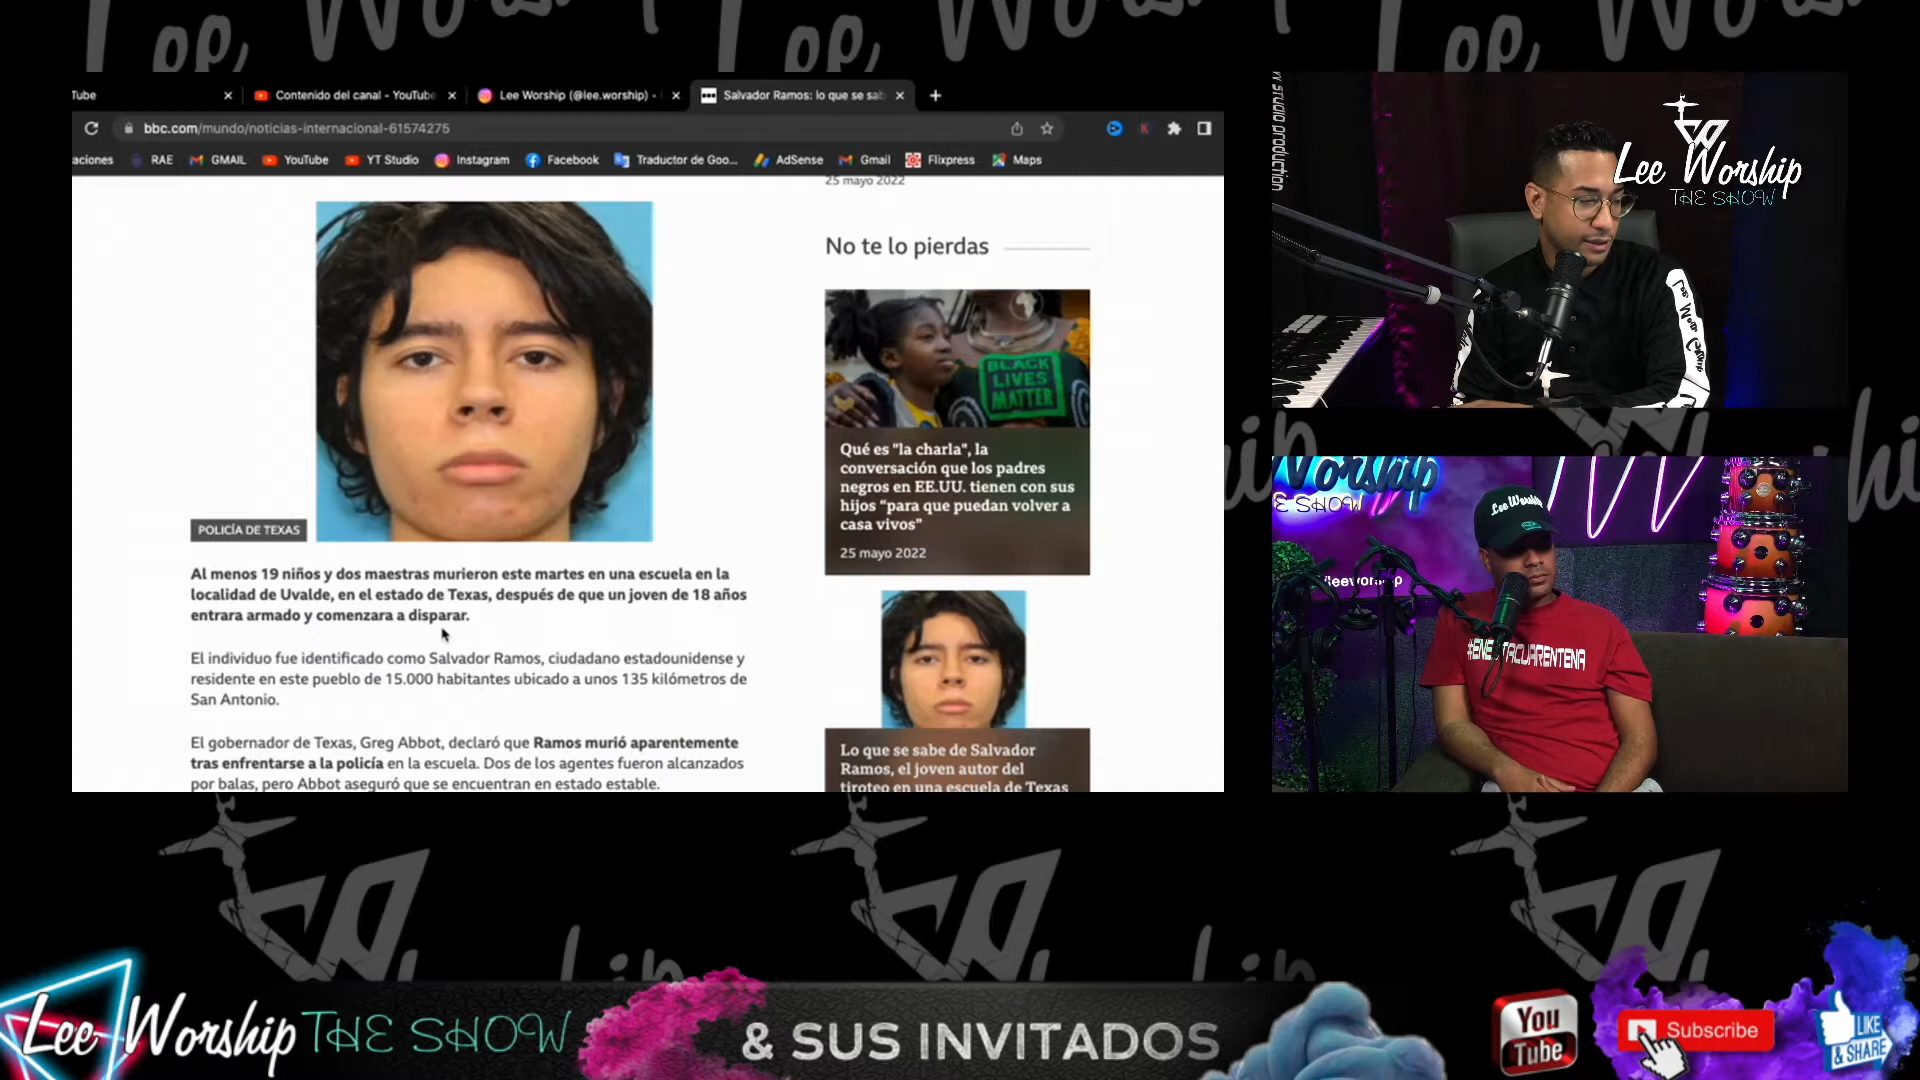 Tube
Contenido del canal - YouTube
Lee Worship (@lee.worship) •
Salvador Ramos: lo que se sab
bbc.com/mundo/noticias-internacional-61574275
aciones
RAE
GMAIL
YouTube
YT Studio
Instagram
Facebook
Traductor de Goo...
AdSense
Gmail
Flixpress
Maps
25 mayo 2022
No te lo pierdas
BLACK
LIVES
MATTER
Qué es "la charla", la
conversación que los padres
negros en EE.UU. tienen con sus
hijos "para que puedan volver a
casa vivos"
25 mayo 2022
POLICÍA DE TEXAS
Al menos 19 niños y dos maestras murieron este martes en una escuela en la
localidad de Uvalde, en el estado de Texas, después de que un joven de 18 años
entrara armado y comenzara a disparar.
El individuo fue identificado como Salvador Ramos, ciudadano estadounidense y
residente en este pueblo de 15.000 habitantes ubicado a unos 135 kilómetros de
San Antonio.
El gobernador de Texas, Greg Abbot, declaró que Ramos murió aparentemente
tras enfrentarse a la policía en la escuela. Dos de los agentes fueron alcanzados
por balas, pero Abbot aseguró que se encuentran en estado estable.
Lo que se sabe de Salvador
Ramos, el joven autor del
tiroteo en una escuela de Texas
studio production
Lee Worship
THE SHOW
Worship
E SHOW
leeworship
Lee Worship
Lee Worship THE SHOW
& SUS INVITADOS
You
Tube
Subscribe
LIKE
& SHARE